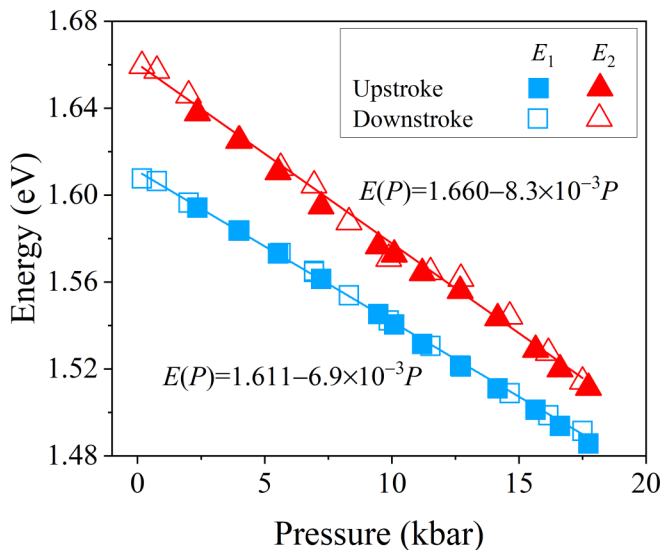 1.68
1.64
1.60
1.56
1.52
1.48
Energy (eV)
E₁ E₂
Upstroke
Downstroke
E(P)=1.660−8.3×10⁻³P
E(P)=1.611−6.9×10⁻³P
0 5 10 15 20
Pressure (kbar)